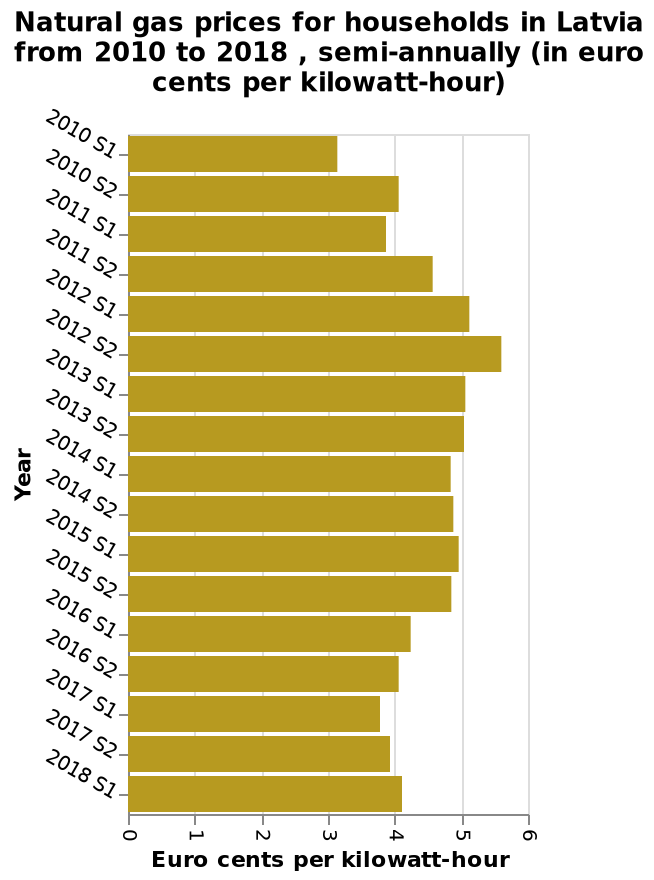 Natural gas prices for households in Latvia
from 2010 to 2018 , semi-annually (in euro
cents per kilowatt-hour)
2010 S1
2010 S2
2011 S1
2011 S2
2012 S1
2012 S2
2013 S1
2013 S2
2014 S1
2014 S2
2015 S1
2015 S2
2016 S1
2016 S2
2017 S1
2017 S2
2018 S1
Year
0 1 2 3 4 5 6
Euro cents per kilowatt-hour